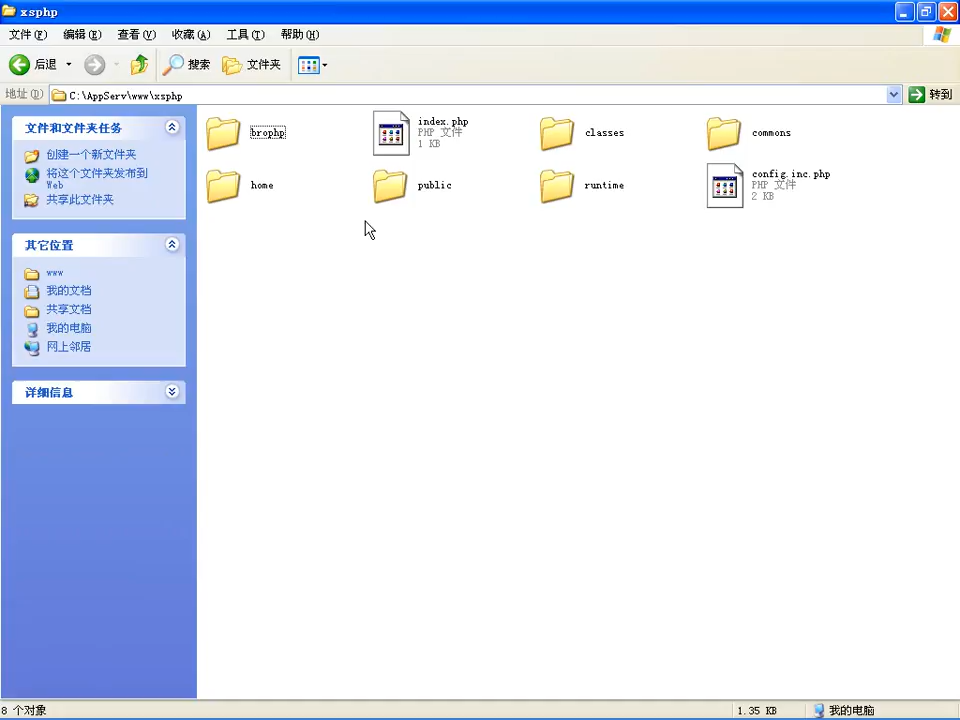 xsphp
文件(F) 编辑(E) 查看(V) 收藏(A) 工具(T) 帮助(H)
后退 搜索 文件夹
地址(D) C:\AppServ\www\xsphp 转到
文件和文件夹任务
创建一个新文件夹
将这个文件夹发布到
Web
共享此文件夹
其它位置
www
我的文档
共享文档
我的电脑
网上邻居
详细信息
brophp
index.php
PHP 文件
1 KB
classes
commons
home
public
runtime
config.inc.php
PHP 文件
2 KB
8 个对象 1.35 KB 我的电脑